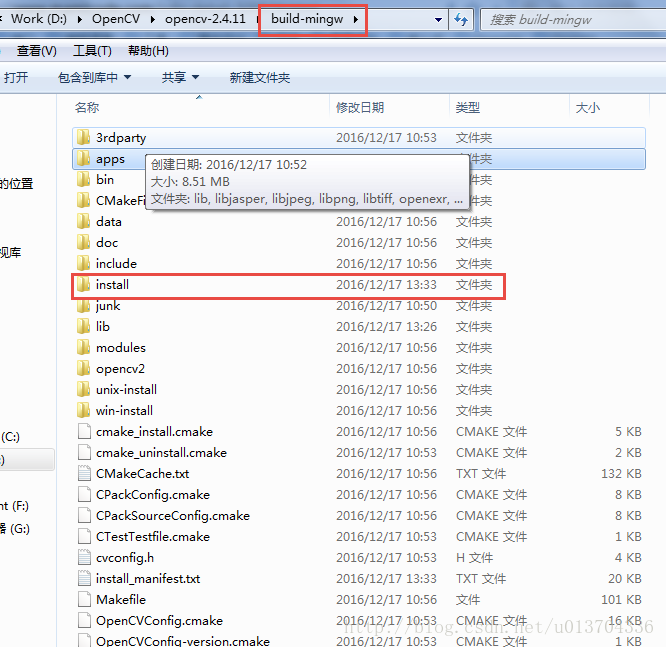 Work (D:) OpenCV opencv-2.4.11 build-mingw 搜索 build-mingw
查看(V) 工具(T) 帮助(H)
打开 包含到库中 共享 新建文件夹
名称 修改日期 类型 大小
3rdparty 2016/12/17 10:53 文件夹
apps 文件夹
创建日期: 2016/12/17 10:52
bin 文件夹
大小: 8.51 MB
的位置
CMakeFi 文件夹
文件夹: lib, libjasper, libjpeg, libpng, libtiff, openexr, ...
data 2016/12/17 10:56 文件夹
doc 2016/12/17 10:56 文件夹
视库
include 2016/12/17 10:56 文件夹
install 2016/12/17 13:33 文件夹
junk 2016/12/17 10:50 文件夹
lib 2016/12/17 13:26 文件夹
modules 2016/12/17 10:56 文件夹
opencv2 2016/12/17 10:56 文件夹
unix-install 2016/12/17 10:56 文件夹
win-install 2016/12/17 10:56 文件夹
(C:) cmake_install.cmake 2016/12/17 10:56 CMAKE 文件 5 KB
:) cmake_uninstall.cmake 2016/12/17 10:53 CMAKE 文件 2 KB
CMakeCache.txt 2016/12/17 10:56 TXT 文件 132 KB
CPackConfig.cmake 2016/12/17 10:56 CMAKE 文件 8 KB
nt (F:) CPackSourceConfig.cmake 2016/12/17 10:56 CMAKE 文件 8 KB
器 (G:) CTestTestfile.cmake 2016/12/17 10:53 CMAKE 文件 1 KB
cvconfig.h 2016/12/17 10:53 H 文件 4 KB
install_manifest.txt 2016/12/17 13:33 TXT 文件 20 KB
Makefile 2016/12/17 10:56 文件 101 KB
OpenCVConfig.cmake 2016/12/17 10:53 CMAKE 文件 16 KB
http://blog.csdn.net/u013704336
OpenCVConfig-version.cmake 2016/12/17 10:53 CMAKE 文件 1 KB